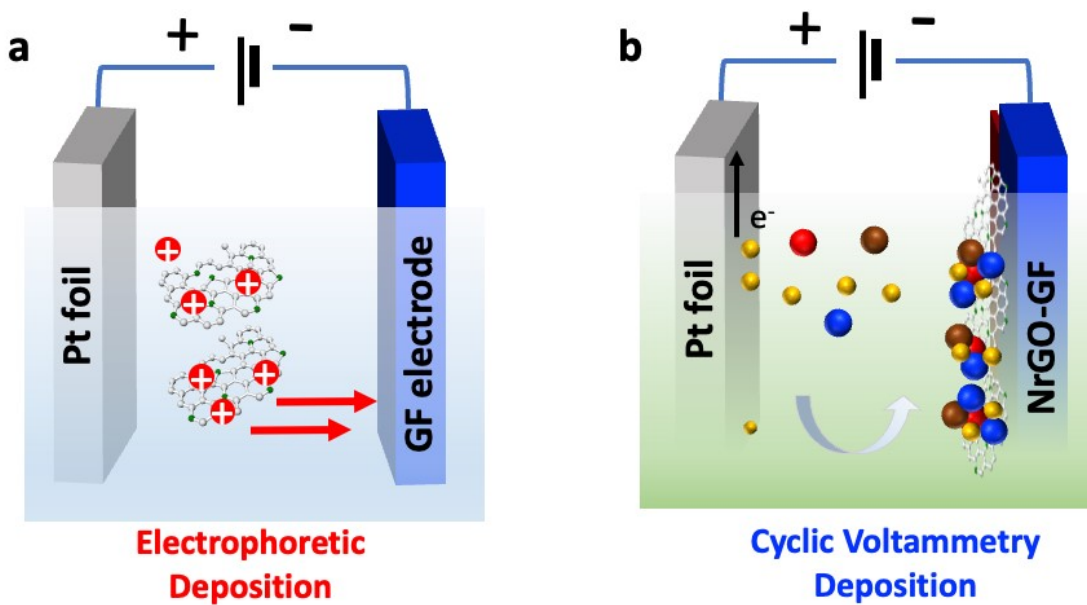 a
+ -
Pt foil
GF electrode
+
+
+
+
+
+
Electrophoretic
Deposition
b
+ -
Pt foil
e-
NrGO-GF
Cyclic Voltammetry
Deposition